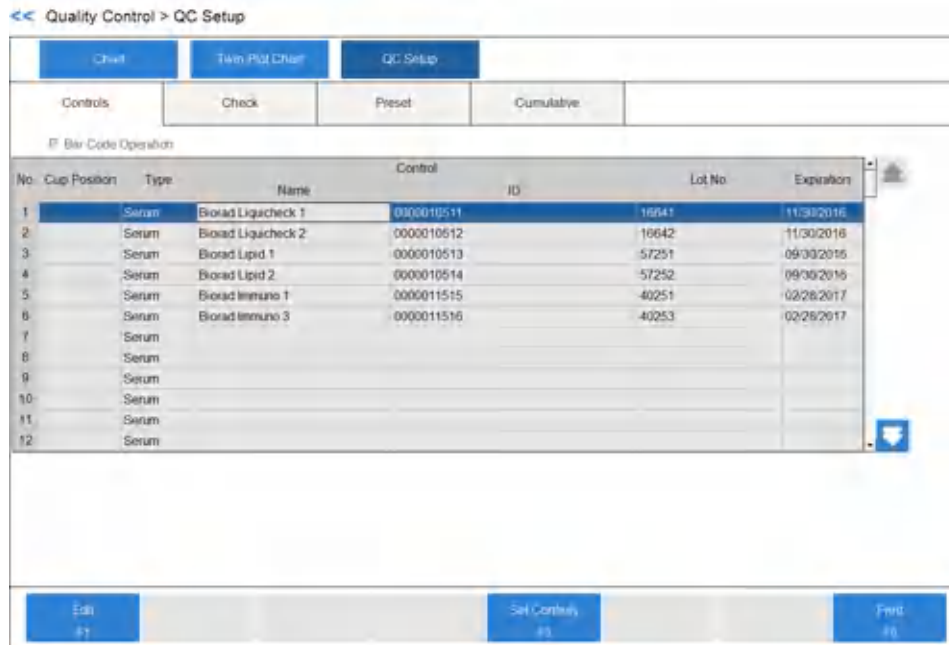 << Quality Control > QC Setup
Chart Twin Plot Chart QC Setup
Controls Check Preset Cumulative
Bar Code Operation
Control
No. Cup Position Type Name ID Lot No. Expiration
1 Serum Biorad Liquicheck 1 0000010511 16641 11/30/2016
2 Serum Biorad Liquicheck 2 0000010512 16642 11/30/2016
3 Serum Biorad Lipid 1 0000010513 57251 09/30/2016
4 Serum Biorad Lipid 2 0000010514 57252 09/30/2016
5 Serum Biorad Immuno 1 0000011515 40251 02/28/2017
6 Serum Biorad Immuno 3 0000011516 40253 02/28/2017
7 Serum
8 Serum
9 Serum
10 Serum
11 Serum
12 Serum
Edit Set Controls Print
F1 F5